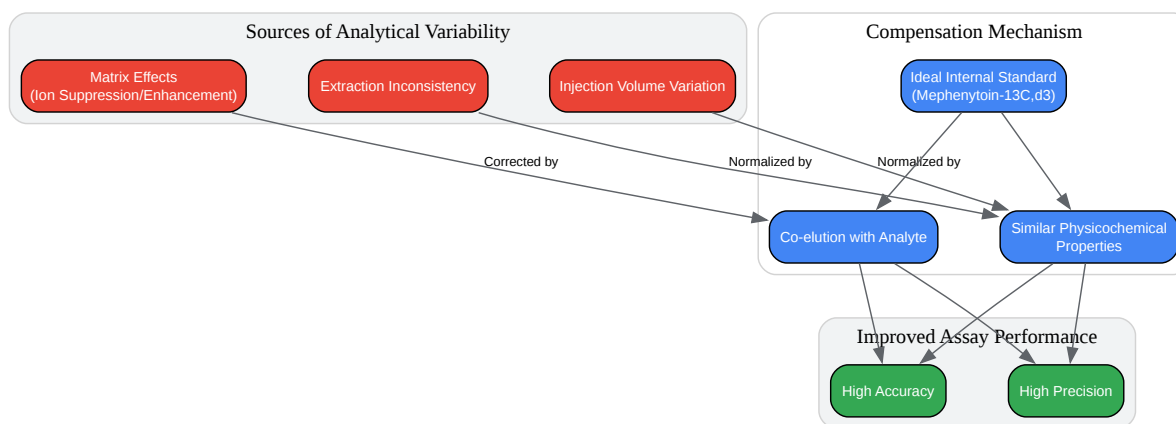 Sources of Analytical Variability
Compensation Mechanism
Matrix Effects
(Ion Suppression/Enhancement)
Extraction Inconsistency
Injection Volume Variation
Ideal Internal Standard
(Mephenytoin-13C,d3)
Corrected by
Normalized by
Normalized by
Co-elution with Analyte
Similar Physicochemical
Properties
Improved Assay Performance
High Accuracy
High Precision